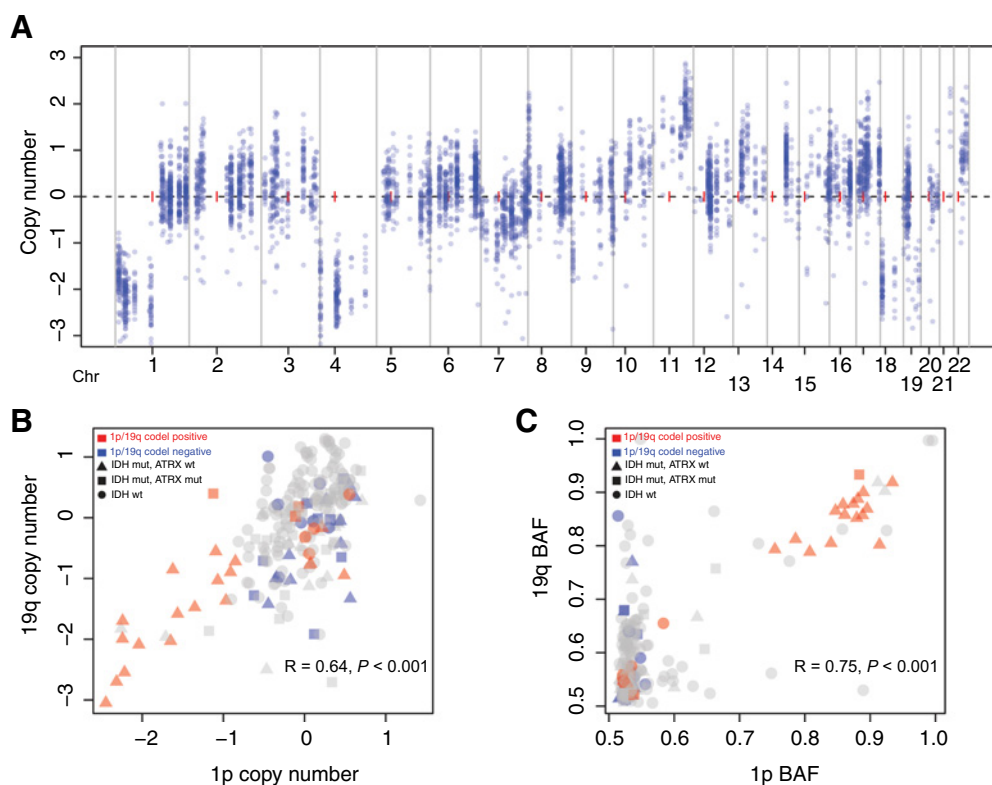 A
Copy number
3
2
1
0
−1
−2
−3
Chr
1 2 3 4 5 6 7 8 9 10 11 12 14 16 18 20 22
13 15 19 21
B
1p/19q codel positive
1p/19q codel negative
IDH mut, ATRX wt
IDH mut, ATRX mut
IDH wt
19q copy number
1
0
−1
−2
−3
R = 0.64, P < 0.001
−2 −1 0 1
1p copy number
C
1p/19q codel positive
1p/19q codel negative
IDH mut, ATRX wt
IDH mut, ATRX mut
IDH wt
19q BAF
1.0
0.9
0.8
0.7
0.6
0.5
R = 0.75, P < 0.001
0.5 0.6 0.7 0.8 0.9 1.0
1p BAF